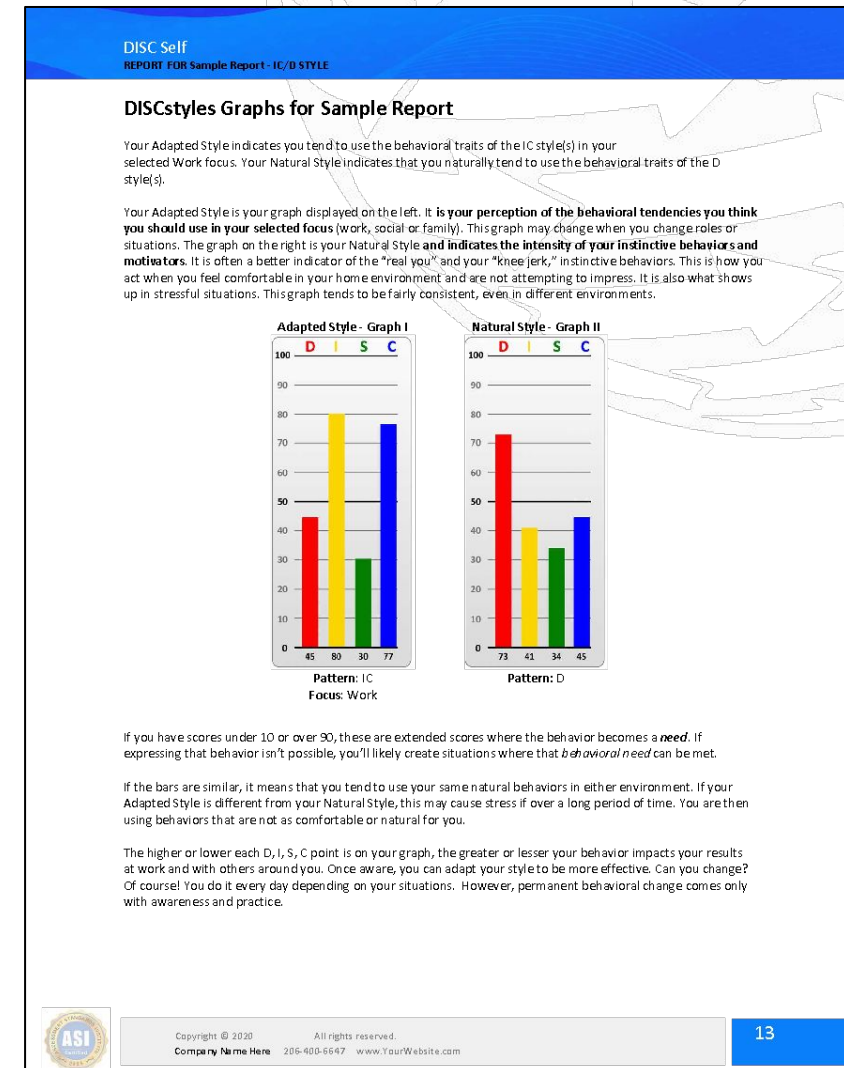 DISC Self
REPORT FOR Sample Report - IC/D STYLE
DISCstyles Graphs for Sample Report
Your Adapted Style indicates you tend to use the behavioral traits of the IC style(s) in your
selected Work focus. Your Natural Style indicates that you naturally tend to use the behavioral traits of the D
style(s).
Your Adapted Style is your graph displayed on the left. It is your perception of the behavioral tendencies you think
you should use in your selected focus (work, social or family). This graph may change when you change roles or
situations. The graph on the right is your Natural Style and indicates the intensity of your instinctive behaviors and
motivators. It is often a better indicator of the "real you" and your "knee jerk," instinctive behaviors. This is how you
act when you feel comfortable in your home environment and are not attempting to impress. It is also what shows
up in stressful situations. This graph tends to be fairly consistent, even in different environments.
Adapted Style - Graph I
D I S C
100
90
80
70
60
50
40
30
20
10
0
45 80 30 77
Pattern: IC
Focus: Work
Natural Style - Graph II
D I S C
100
90
80
70
60
50
40
30
20
10
0
73 41 34 45
Pattern: D
If you have scores under 10 or over 90, these are extended scores where the behavior becomes a need. If
expressing that behavior isn't possible, you'll likely create situations where that behavioral need can be met.
If the bars are similar, it means that you tend to use your same natural behaviors in either environment. If your
Adapted Style is different from your Natural Style, this may cause stress if over a long period of time. You are then
using behaviors that are not as comfortable or natural for you.
The higher or lower each D, I, S, C point is on your graph, the greater or lesser your behavior impacts your results
at work and with others around you. Once aware, you can adapt your style to be more effective. Can you change?
Of course! You do it every day depending on your situations. However, permanent behavioral change comes only
with awareness and practice.
ASI
Copyright © 2020 All rights reserved.
Company Name Here 206-400-6647 www.YourWebsite.com
13